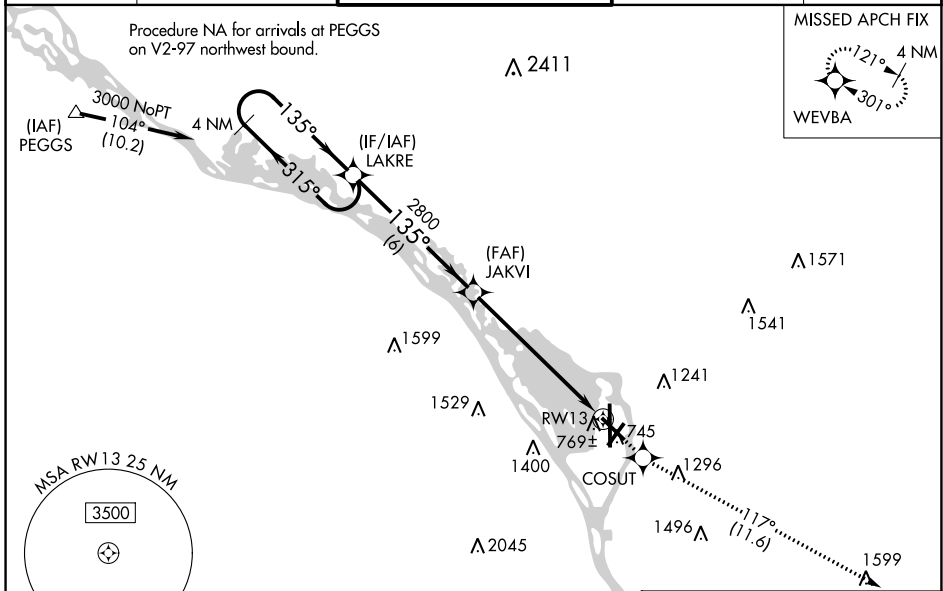 Procedure NA for arrivals at PEGGS
on V2-97 northwest bound.
MISSED APCH FIX
121°
4 NM
301°
WEVBA
2411
3000 NoPT
104°
(10.2)
(IAF)
PEGGS
4 NM
135°
315°
(IF/IAF)
LAKRE
2800
135°
(6)
(FAF)
JAKVI
1571
1541
1599
1241
1529
RW13
769±
745
1400
COSUT
1296
MSA RW13 25 NM
3500
117°
(11.6)
1496
2045
1599